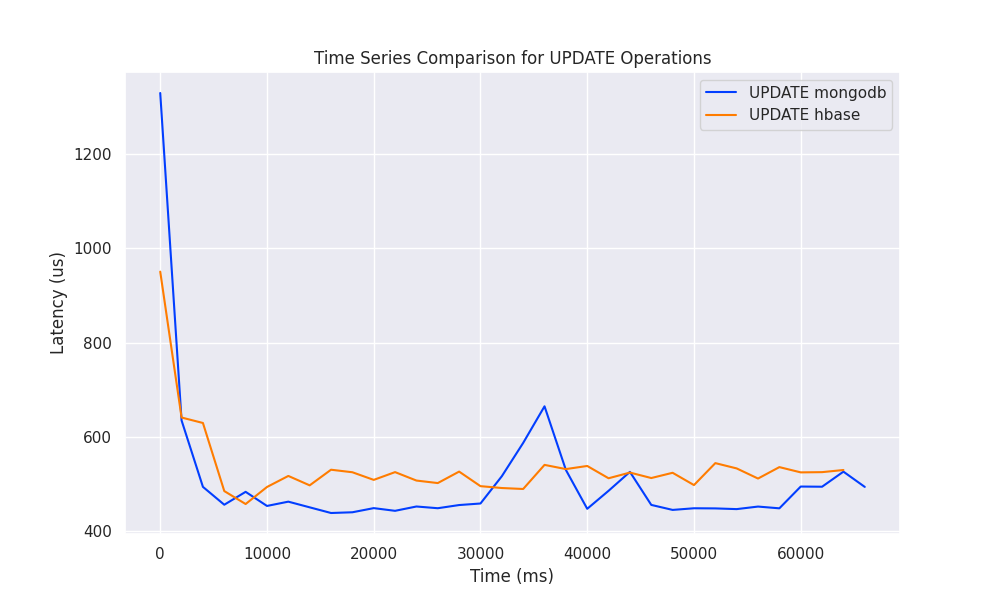 Time Series Comparison for UPDATE Operations
UPDATE mongodb
UPDATE hbase
Latency (us)
1200
1000
800
600
400
0
10000
20000
30000
40000
50000
60000
Time (ms)